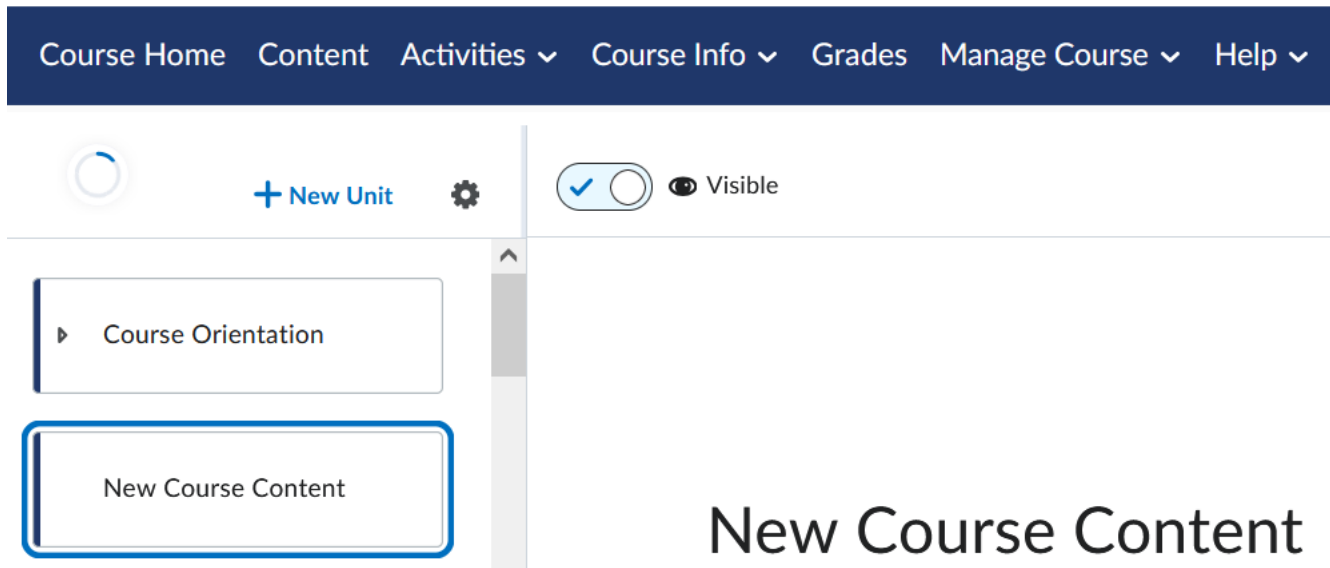 Course Home Content Activities Course Info Grades Manage Course Help
+ New Unit
Visible
Course Orientation
New Course Content
New Course Content